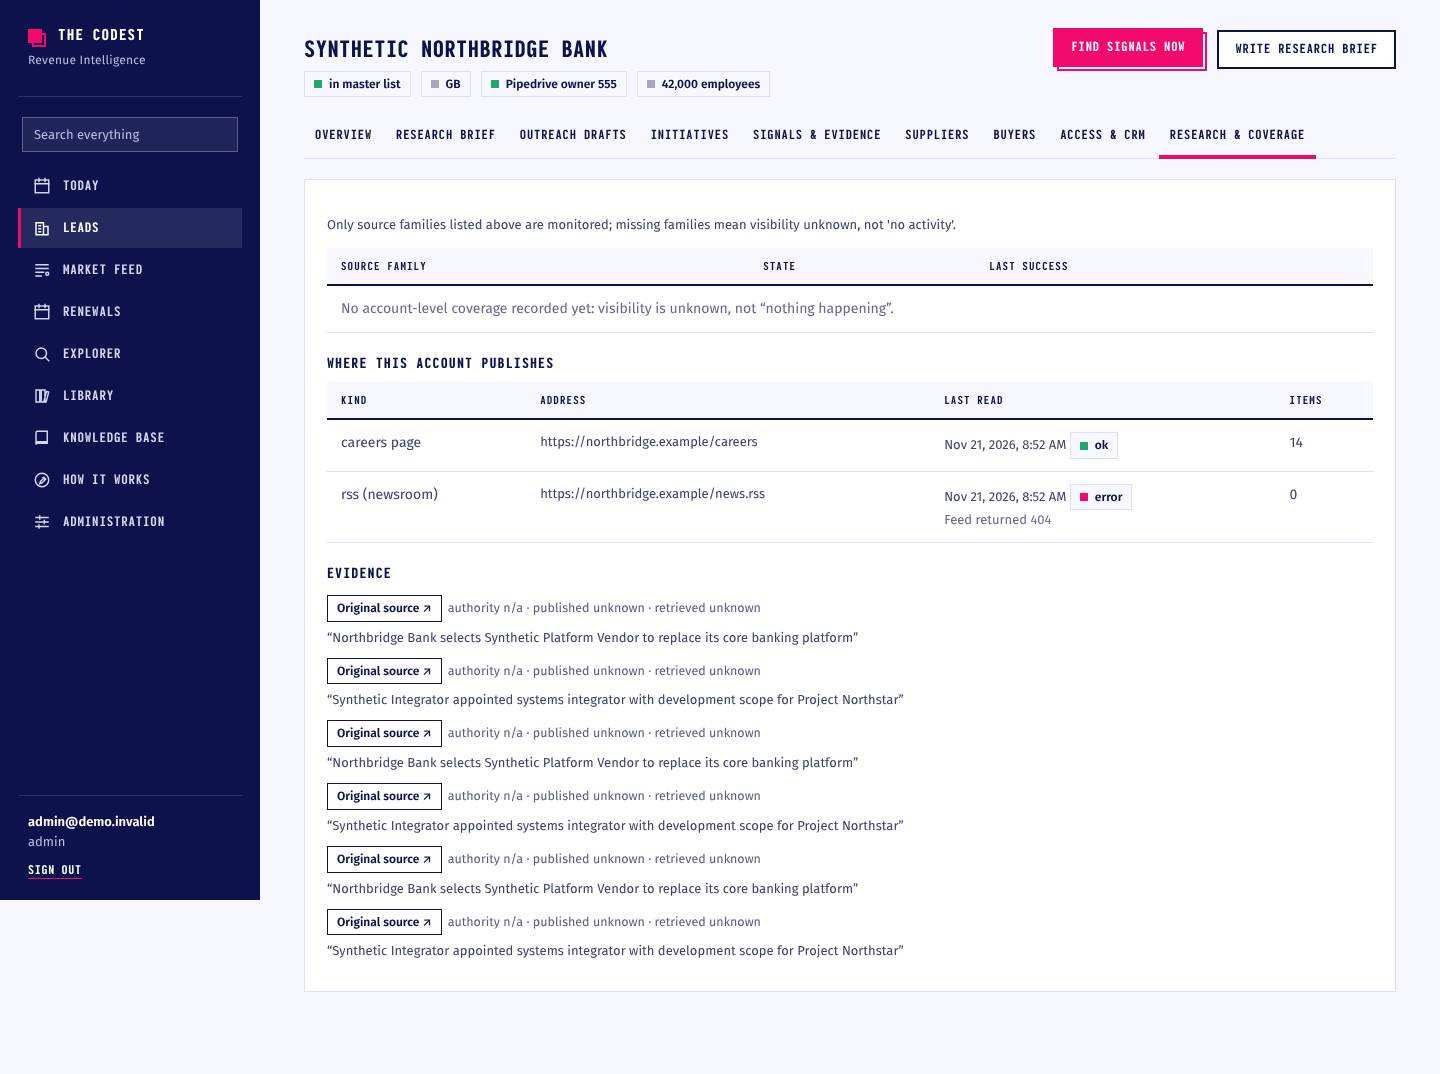 THE CODEST
Revenue Intelligence
Search everything
TODAY
LEADS
MARKET FEED
RENEWALS
EXPLORER
LIBRARY
KNOWLEDGE BASE
HOW IT WORKS
ADMINISTRATION
admin@demo.invalid
admin
SIGN OUT
SYNTHETIC NORTHBRIDGE BANK
FIND SIGNALS NOW
WRITE RESEARCH BRIEF
in master list GB Pipedrive owner 555 42,000 employees
OVERVIEW RESEARCH BRIEF OUTREACH DRAFTS INITIATIVES SIGNALS & EVIDENCE SUPPLIERS BUYERS ACCESS & CRM RESEARCH & COVERAGE
Only source families listed above are monitored; missing families mean visibility unknown, not 'no activity'.
SOURCE FAMILY STATE LAST SUCCESS
No account-level coverage recorded yet: visibility is unknown, not “nothing happening”.
WHERE THIS ACCOUNT PUBLISHES
KIND ADDRESS LAST READ ITEMS
careers page https://northbridge.example/careers Nov 21, 2026, 8:52 AM ok 14
rss (newsroom) https://northbridge.example/news.rss Nov 21, 2026, 8:52 AM error 0
Feed returned 404
EVIDENCE
Original source ↗ authority n/a · published unknown · retrieved unknown
“Northbridge Bank selects Synthetic Platform Vendor to replace its core banking platform”
Original source ↗ authority n/a · published unknown · retrieved unknown
“Synthetic Integrator appointed systems integrator with development scope for Project Northstar”
Original source ↗ authority n/a · published unknown · retrieved unknown
“Northbridge Bank selects Synthetic Platform Vendor to replace its core banking platform”
Original source ↗ authority n/a · published unknown · retrieved unknown
“Synthetic Integrator appointed systems integrator with development scope for Project Northstar”
Original source ↗ authority n/a · published unknown · retrieved unknown
“Northbridge Bank selects Synthetic Platform Vendor to replace its core banking platform”
Original source ↗ authority n/a · published unknown · retrieved unknown
“Synthetic Integrator appointed systems integrator with development scope for Project Northstar”